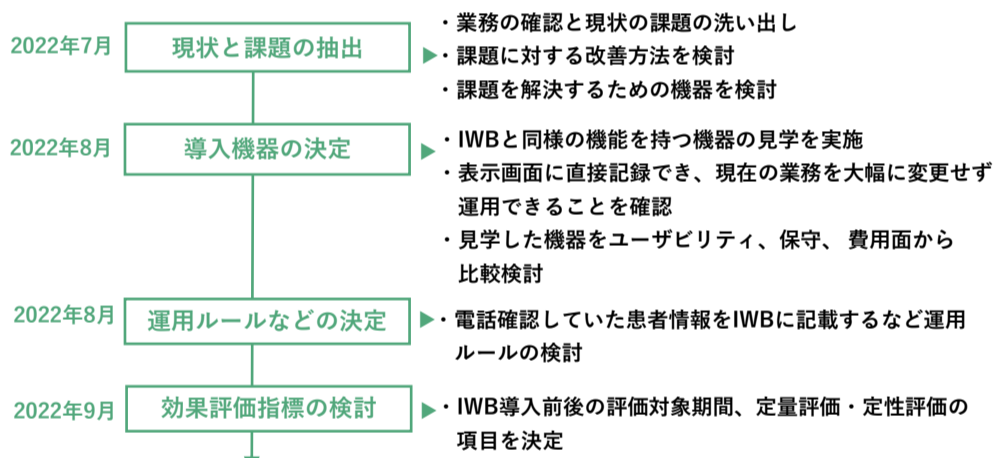 2022年7月
現状と課題の抽出
・業務の確認と現状の課題の洗い出し
・課題に対する改善方法を検討
・課題を解決するための機器を検討
2022年8月
導入機器の決定
・IWBと同様の機能を持つ機器の見学を実施
・表示画面に直接記録でき、現在の業務を大幅に変更せず
運用できることを確認
・見学した機器をユーザビリティ、保守、 費用面から
比較検討
2022年8月
運用ルールなどの決定
・電話確認していた患者情報をIWBに記載するなど運用
ルールの検討
2022年9月
効果評価指標の検討
・IWB導入前後の評価対象期間、定量評価・定性評価の
項目を決定